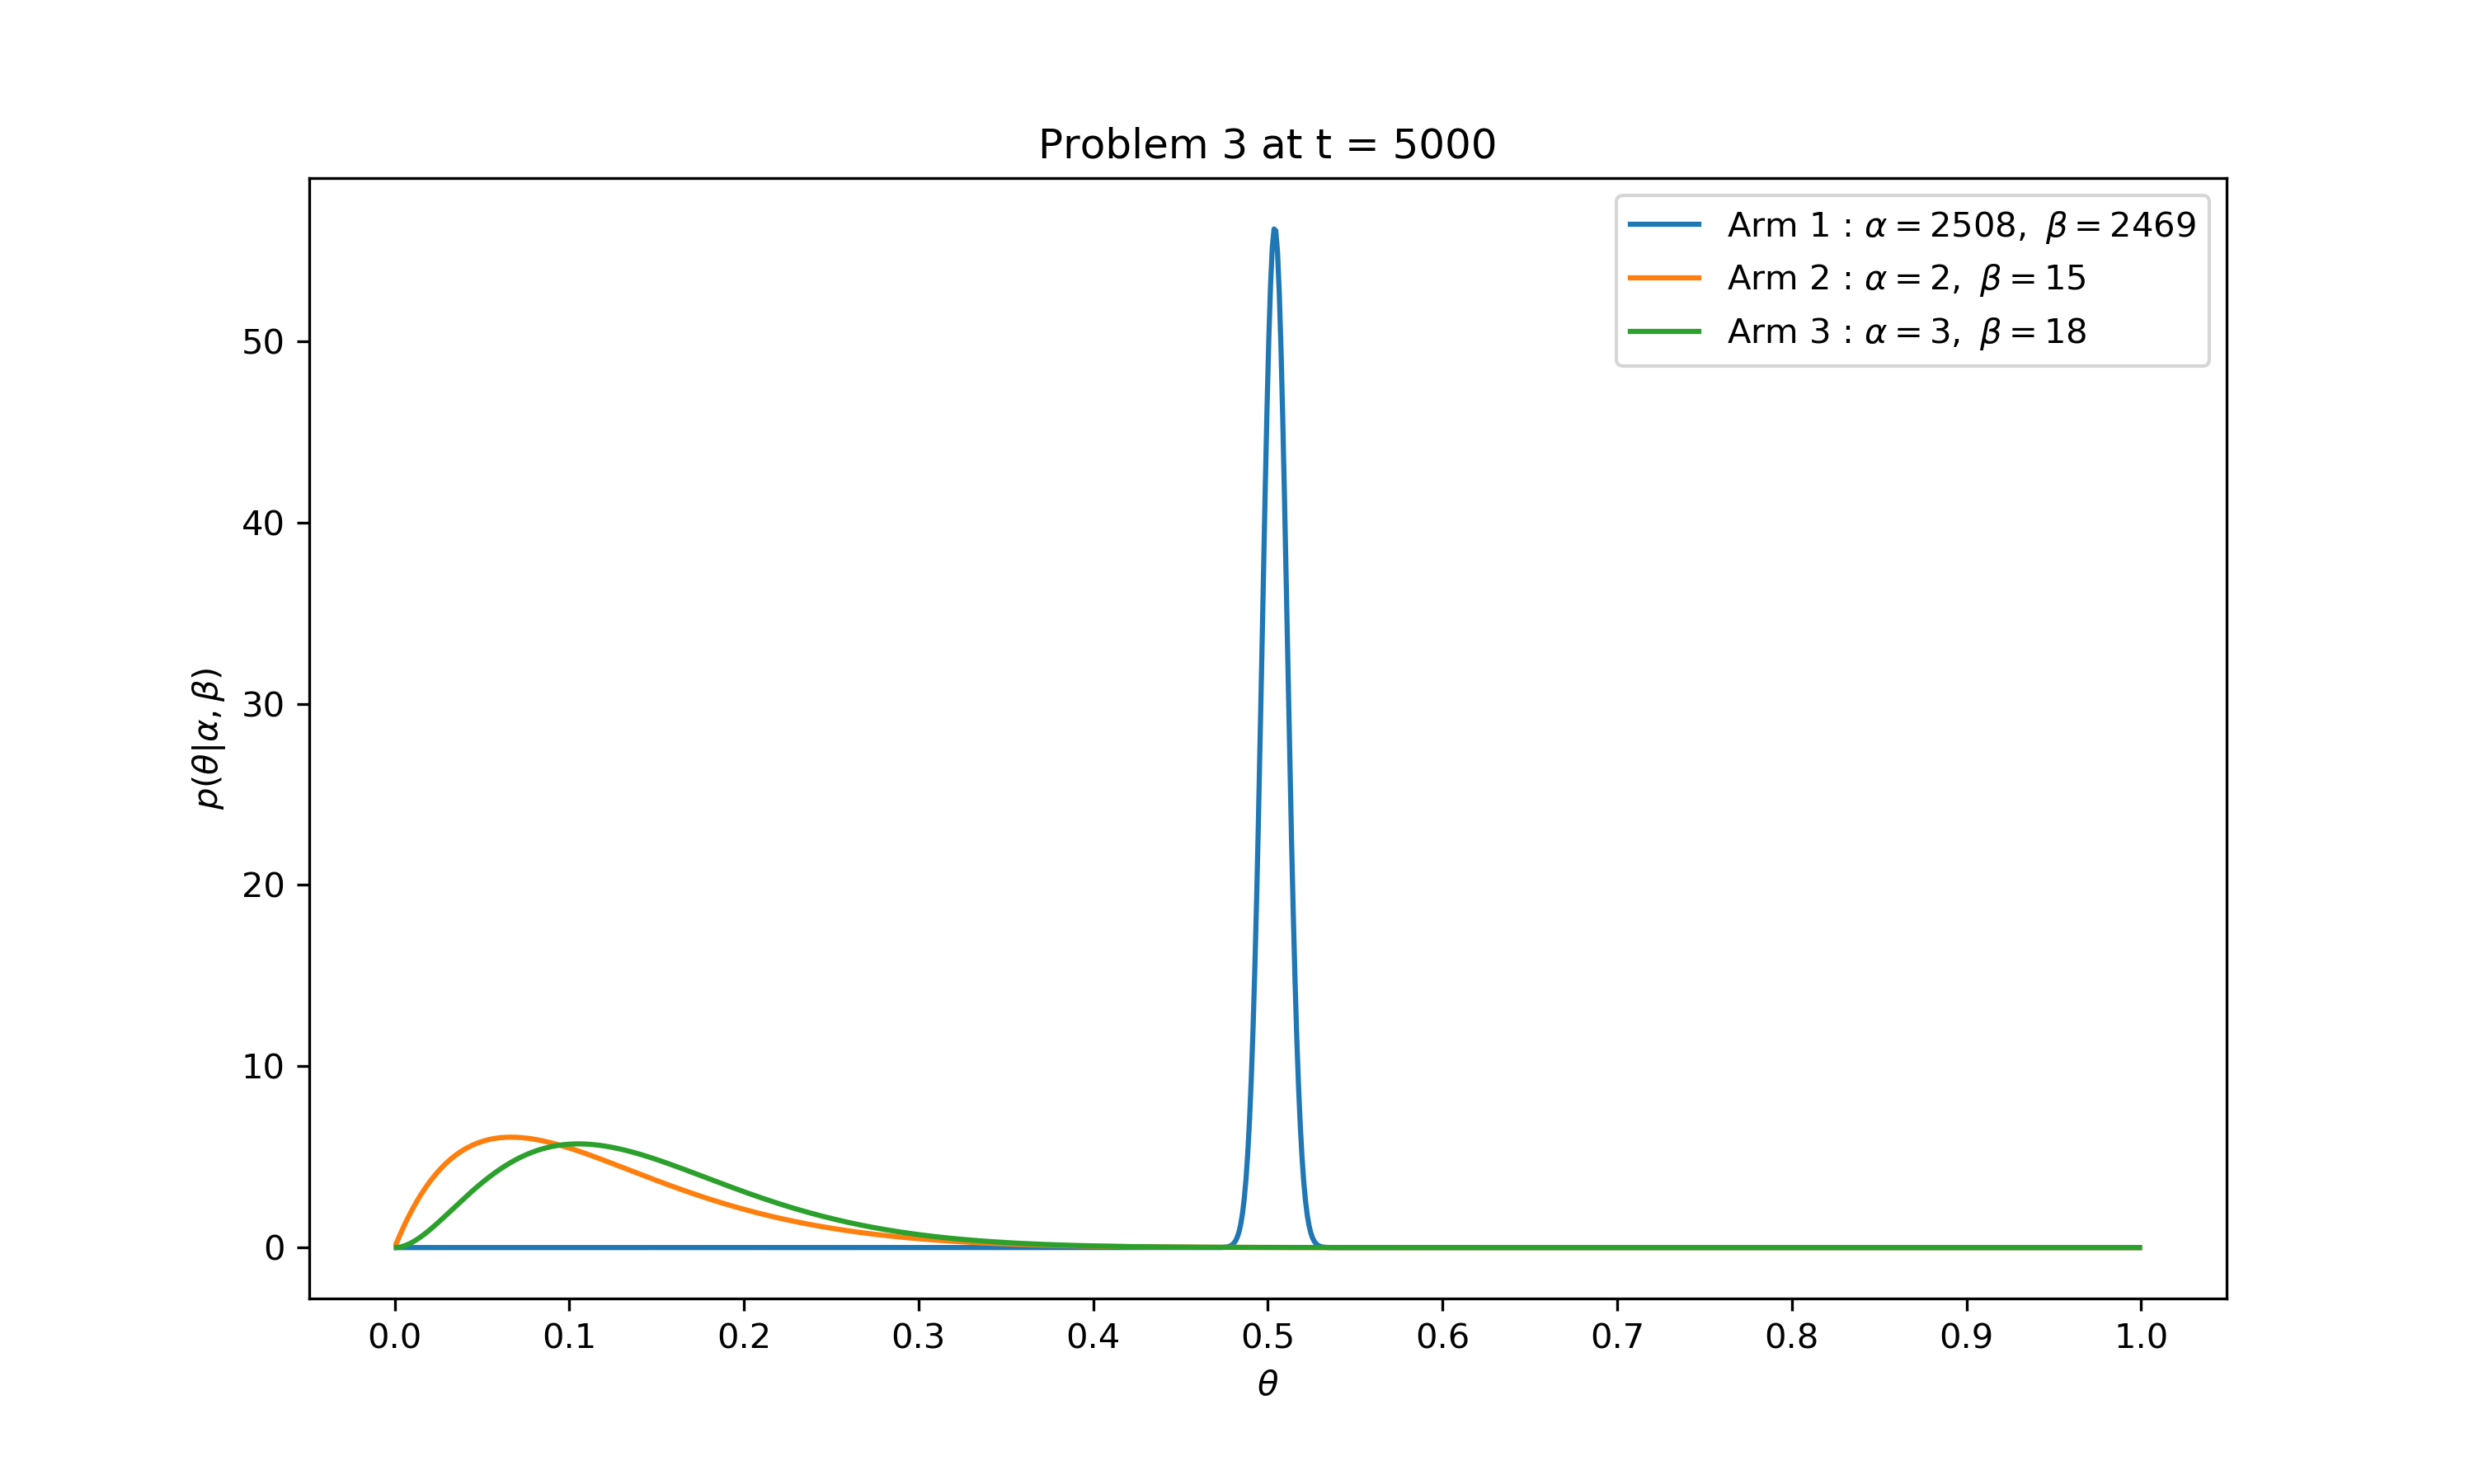 Problem 3 at t = 5000
Arm 1 : α = 2508, β = 2469
Arm 2 : α = 2, β = 15
Arm 3 : α = 3, β = 18
p(θ|α, β)
50
40
30
20
10
0
0.0 0.1 0.2 0.3 0.4 0.5 0.6 0.7 0.8 0.9 1.0
θ